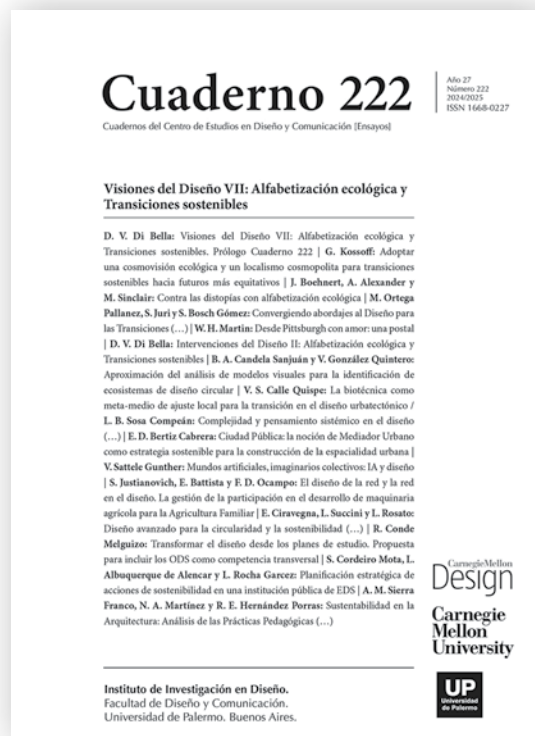 Cuaderno 222
Cuadernos del Centro de Estudios en Diseño y Comunicación [Ensayos]
Año 27
Número 222
2024/2025
ISSN 1668-0227
Visiones del Diseño VII: Alfabetización ecológica y
Transiciones sostenibles
D. V. Di Bella: Visiones del Diseño VII: Alfabetización ecológica y
Transiciones sostenibles. Prólogo Cuaderno 222 | G. Kossoff: Adoptar
una cosmovisión ecológica y un localismo cosmopolita para transiciones
sostenibles hacia futuros más equitativos | J. Boehnert, A. Alexander y
M. Sinclair: Contra las distopías con alfabetización ecológica | M. Ortega
Pallanez, S. Juri y S. Bosch Gómez: Convergiendo abordajes al Diseño para
las Transiciones (…) | W. H. Martin: Desde Pittsburgh con amor: una postal
| D. V. Di Bella: Intervenciones del Diseño II: Alfabetización ecológica y
Transiciones sostenibles | B. A. Candela Sanjuán y V. González Quintero:
Aproximación del análisis de modelos visuales para la identificación de
ecosistemas de diseño circular | V. S. Calle Quispe: La biotécnica como
meta-medio de ajuste local para la transición en el diseño urbatectónico /
L. B. Sosa Compeán: Complejidad y pensamiento sistémico en el diseño
(…) | E. D. Bertiz Cabrera: Ciudad Pública: la noción de Mediador Urbano
como estrategia sostenible para la construcción de la espacialidad urbana |
V. Sattele Gunther: Mundos artificiales, imaginarios colectivos: IA y diseño
| S. Justianovich, E. Battista y F. D. Ocampo: El diseño de la red y la red
en el diseño. La gestión de la participación en el desarrollo de maquinaria
agrícola para la Agricultura Familiar | E. Ciravegna, L. Succini y L. Rosato:
Diseño avanzado para la circularidad y la sostenibilidad (…) | R. Conde
Melguizo: Transformar el diseño desde los planes de estudio. Propuesta
para incluir los ODS como competencia transversal | S. Cordeiro Mota, L.
Albuquerque de Alencar y L. Rocha Garcez: Planificación estratégica de
acciones de sostenibilidad en una institución pública de EDS | A. M. Sierra
Franco, N. A. Martínez y R. E. Hernández Porras: Sustentabilidad en la
Arquitectura: Análisis de las Prácticas Pedagógicas (…)
CarnegieMellon
Design
Carnegie
Mellon
University
UP
Universidad
de Palermo
Instituto de Investigación en Diseño.
Facultad de Diseño y Comunicación.
Universidad de Palermo. Buenos Aires.